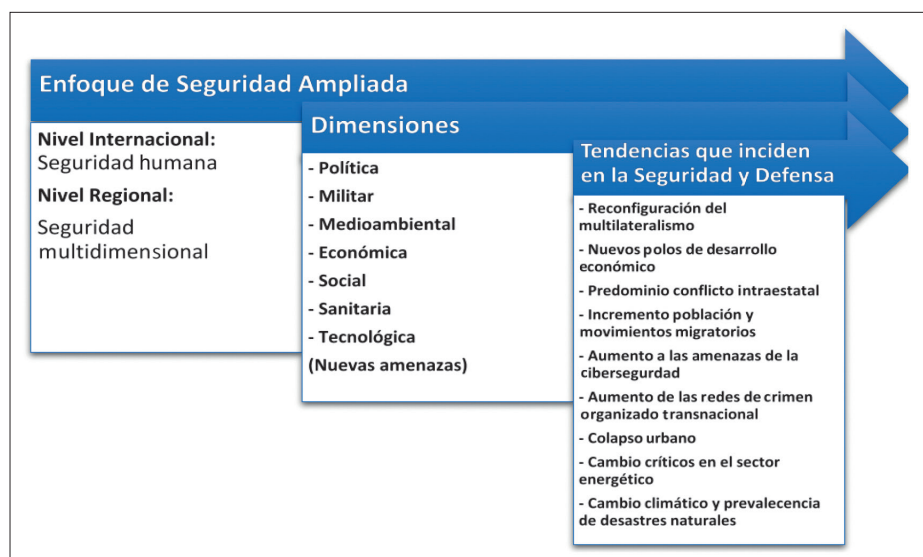 Enfoque de Seguridad Ampliada
Nivel Internacional:
Seguridad humana
Nivel Regional:
Seguridad
multidimensional
Dimensiones
- Política
- Militar
- Medioambiental
- Económica
- Social
- Sanitaria
- Tecnológica
(Nuevas amenazas)
Tendencias que inciden
en la Seguridad y Defensa
- Reconfiguración del
multilateralismo
- Nuevos polos de desarrollo
económico
- Predominio conflicto intraestatal
- Incremento población y
movimientos migratorios
- Aumento a las amenazas de la
cibersegurdad
- Aumento de las redes de crimen
organizado transnacional
- Colapso urbano
- Cambio críticos en el sector
energético
- Cambio climático y prevalecencia
de desastres naturales